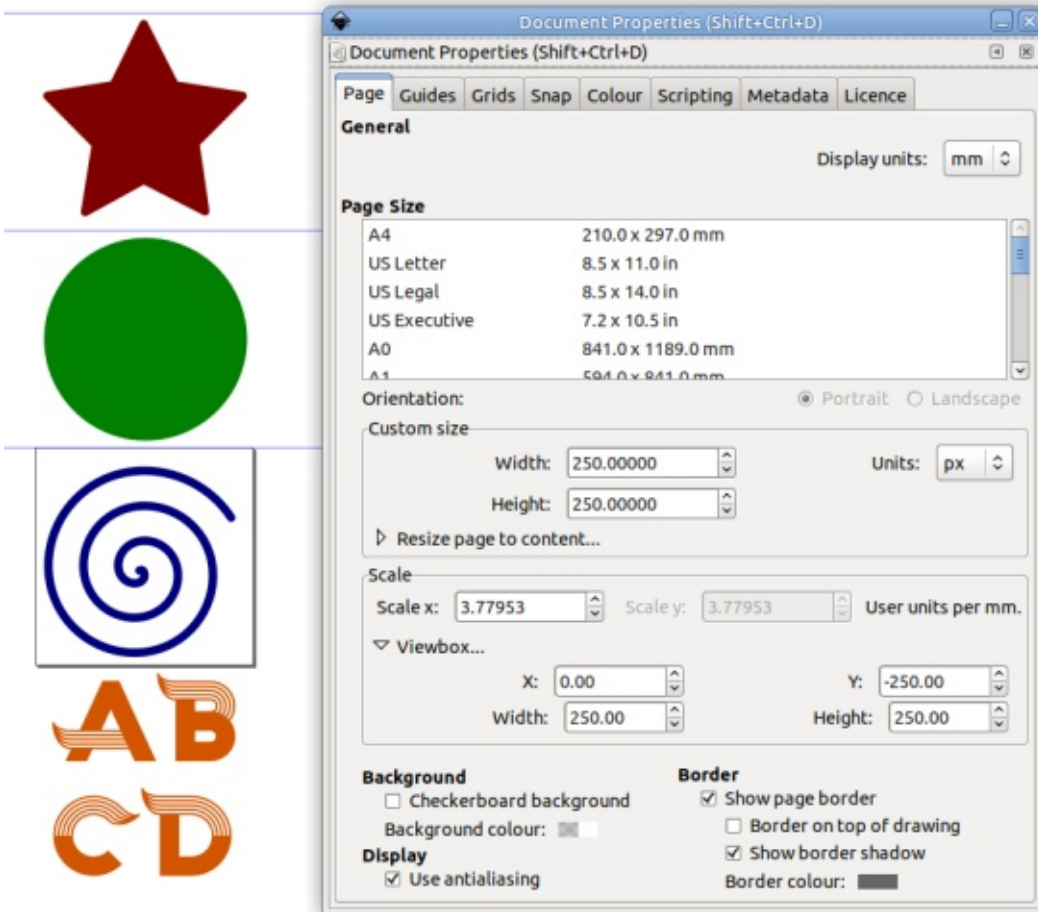 Document Properties (Shift+Ctrl+D)
Document Properties (Shift+Ctrl+D)
Page Guides Grids Snap Colour Scripting Metadata Licence
General
Display units: mm
Page Size
A4 210.0 x 297.0 mm
US Letter 8.5 x 11.0 in
US Legal 8.5 x 14.0 in
US Executive 7.2 x 10.5 in
A0 841.0 x 1189.0 mm
A1 594.0 x 841.0 mm
Orientation: Portrait Landscape
Custom size
Width: 250.00000 Units: px
Height: 250.00000
Resize page to content...
Scale
Scale x: 3.77953 Scale y: 3.77953 User units per mm.
Viewbox...
X: 0.00 Y: -250.00
Width: 250.00 Height: 250.00
Background Border
Checkerboard background Show page border
Background colour: Border on top of drawing
Display Show border shadow
Use antialiasing Border colour:
AB
CD